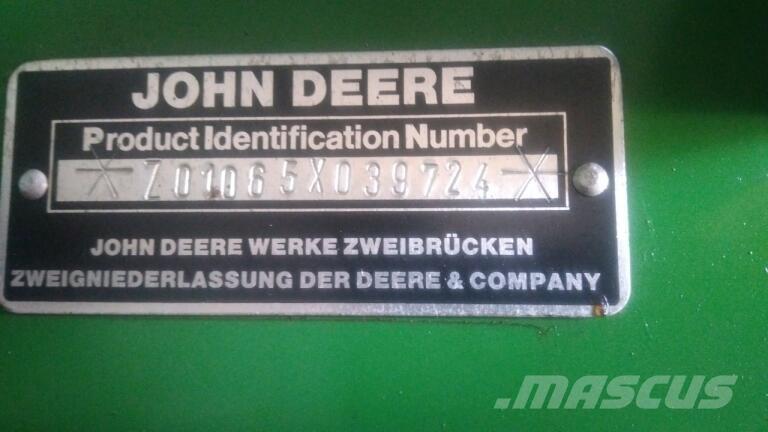 JOHN DEERE
Product Identification Number
*Z01065X039724*
JOHN DEERE WERKE ZWEIBRÜCKEN
ZWEIGNIEDERLASSUNG DER DEERE & COMPANY
MASCUS